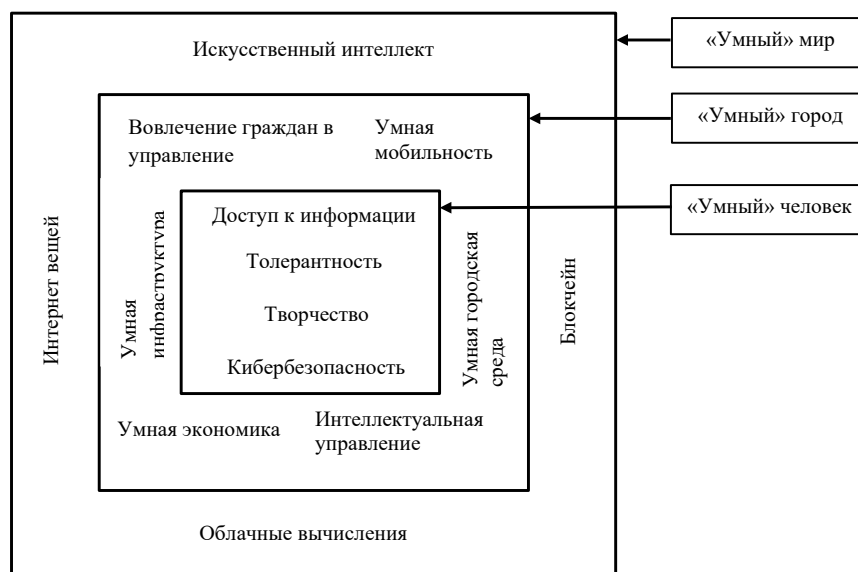 Искусственный интеллект
«Умный» мир
Вовлечение граждан в
управление
Умная
мобильность
«Умный» город
Интернет вещей
Умная
инфраструктура
Доступ к информации
Толерантность
Творчество
Кибербезопасность
Умная городская
среда
Блокчейн
«Умный» человек
Умная экономика
Интеллектуальная
управление
Облачные вычисления